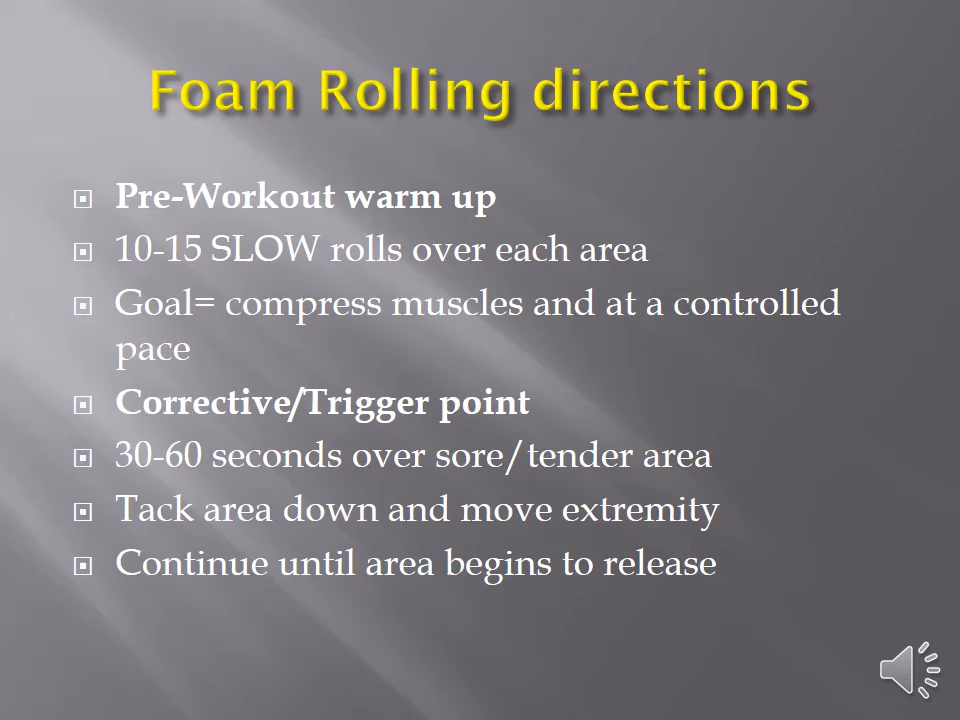 Foam Rolling directions
Pre-Workout warm up
10-15 SLOW rolls over each area
Goal= compress muscles and at a controlled
pace
Corrective/Trigger point
30-60 seconds over sore/tender area
Tack area down and move extremity
Continue until area begins to release